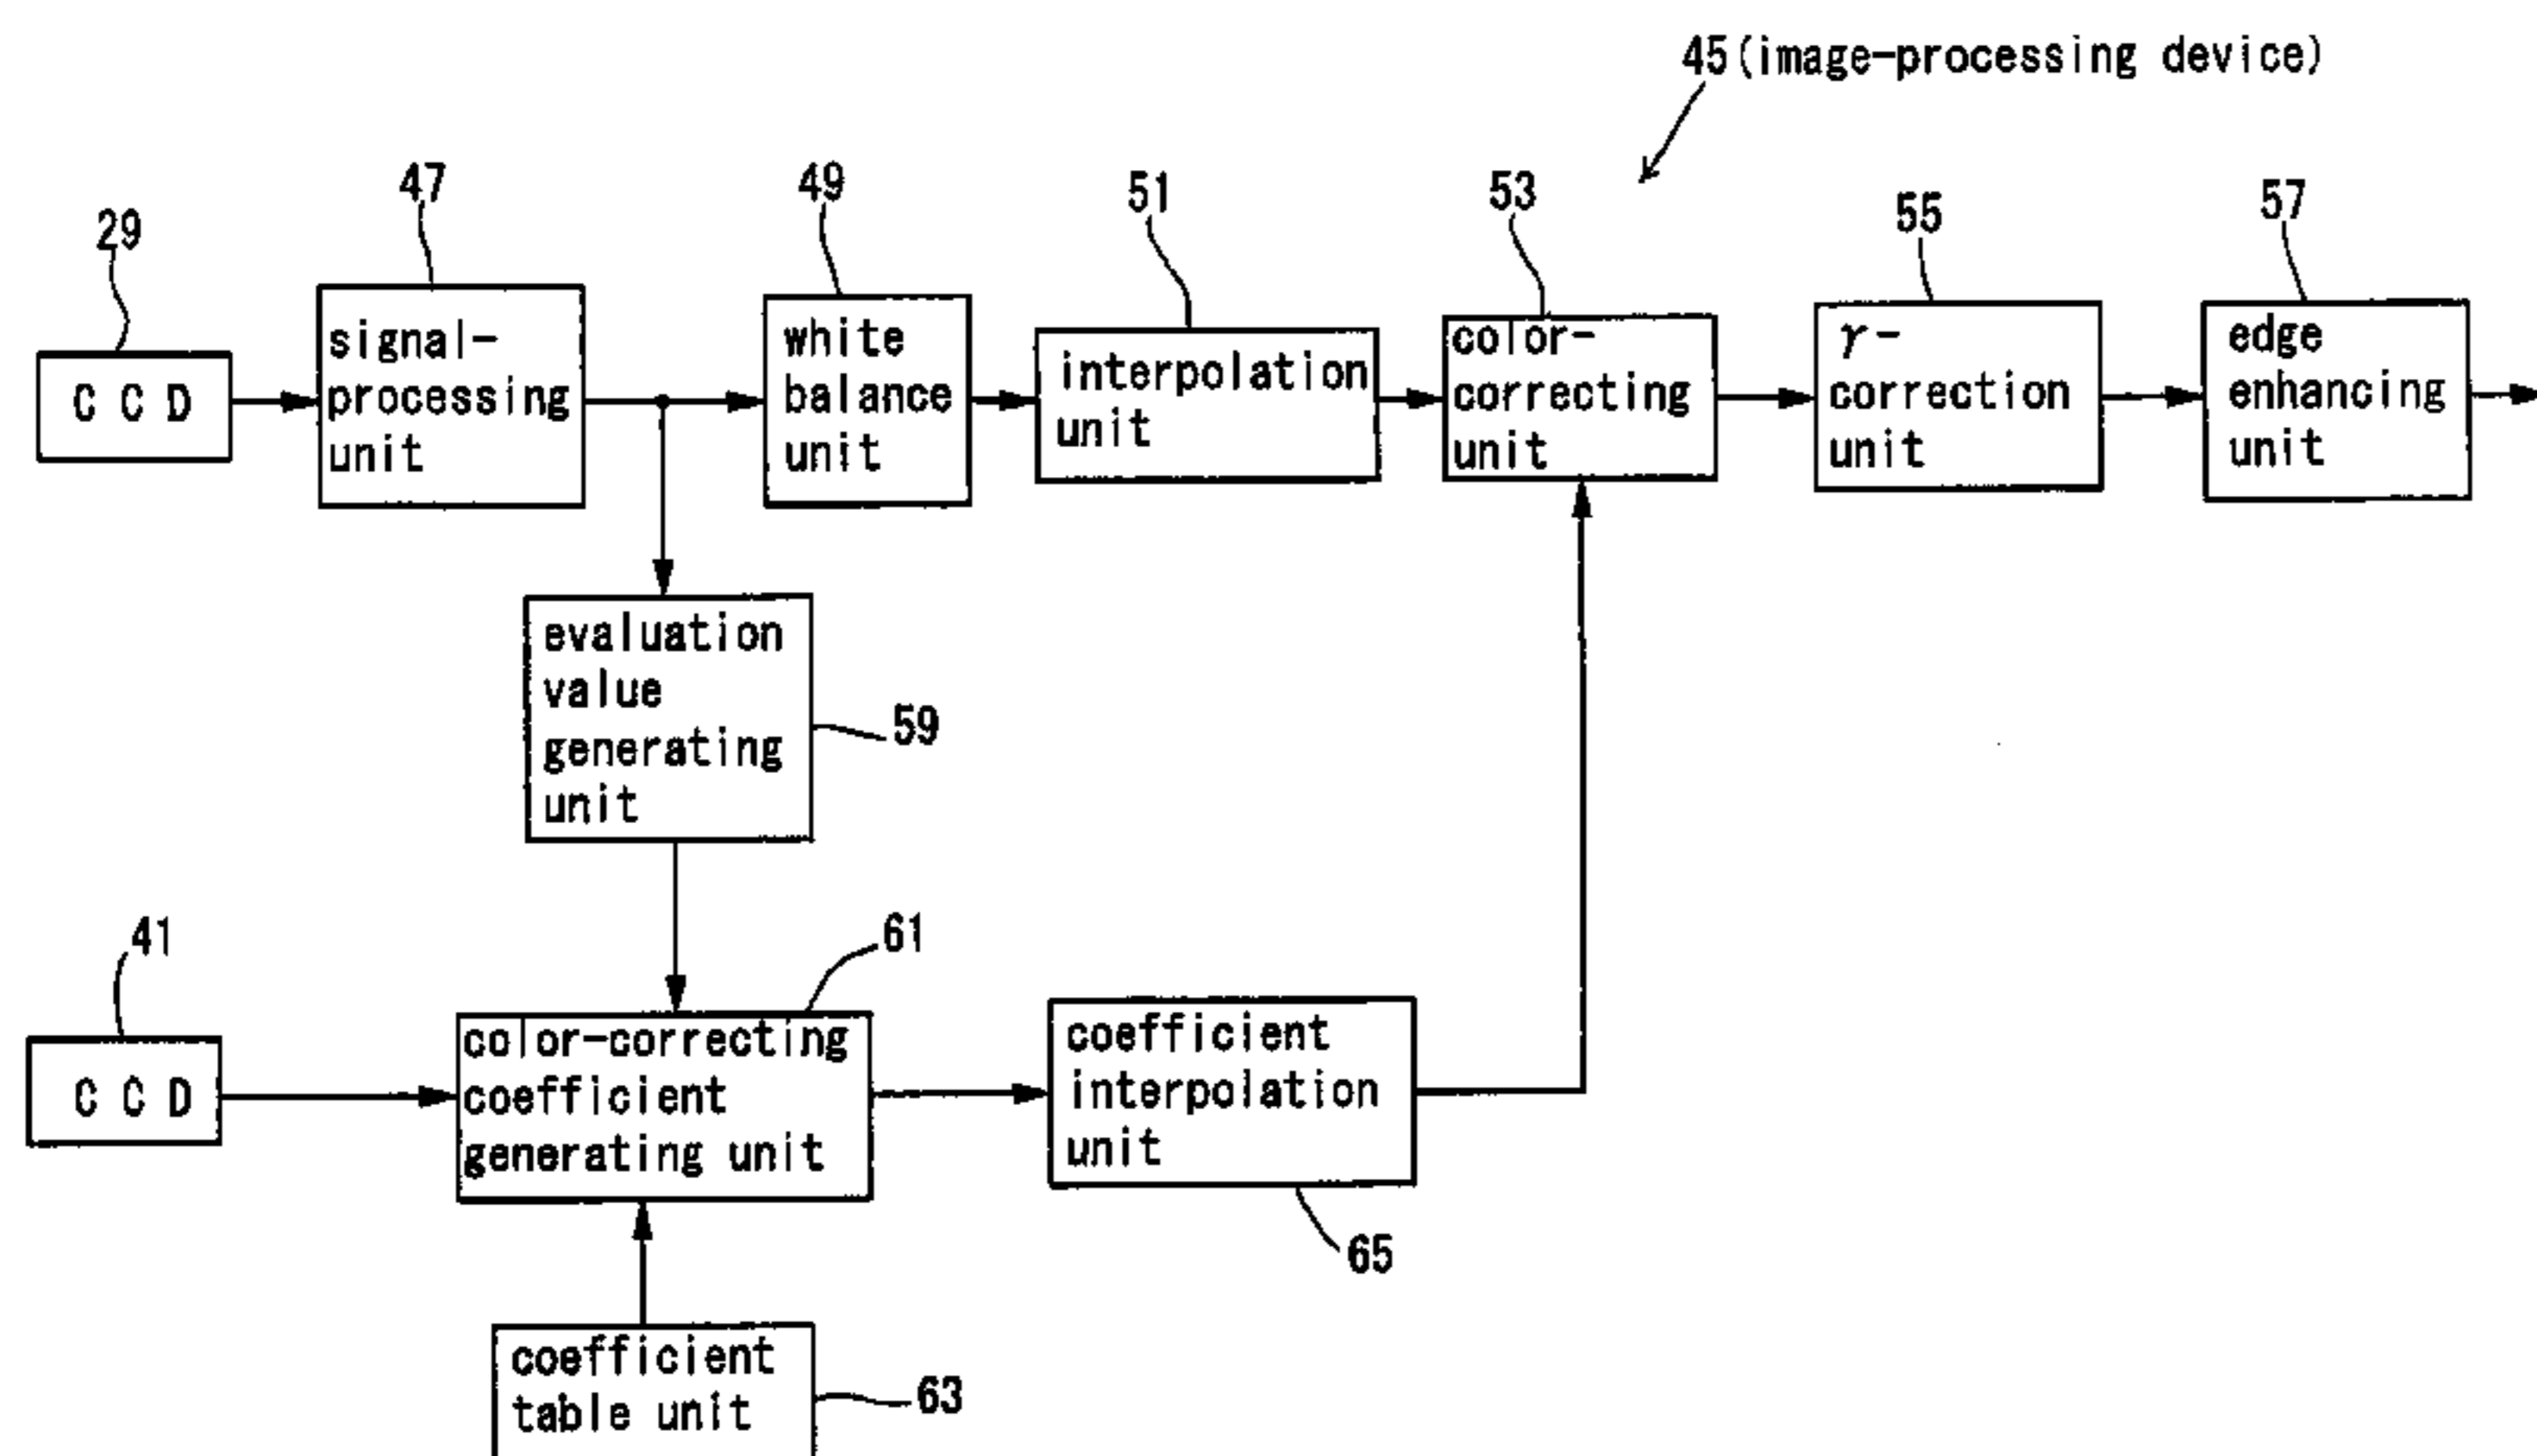 45(image-processing device)
29
47
49
51
53
55
57
C C D
signal-
processing
unit
white
balance
unit
interpolation
unit
color-
correcting
unit
γ-
correction
unit
edge
enhancing
unit
evaluation
value
generating
unit
59
41
61
C C D
color-correcting
coefficient
generating unit
coefficient
interpolation
unit
65
coefficient
table unit
63